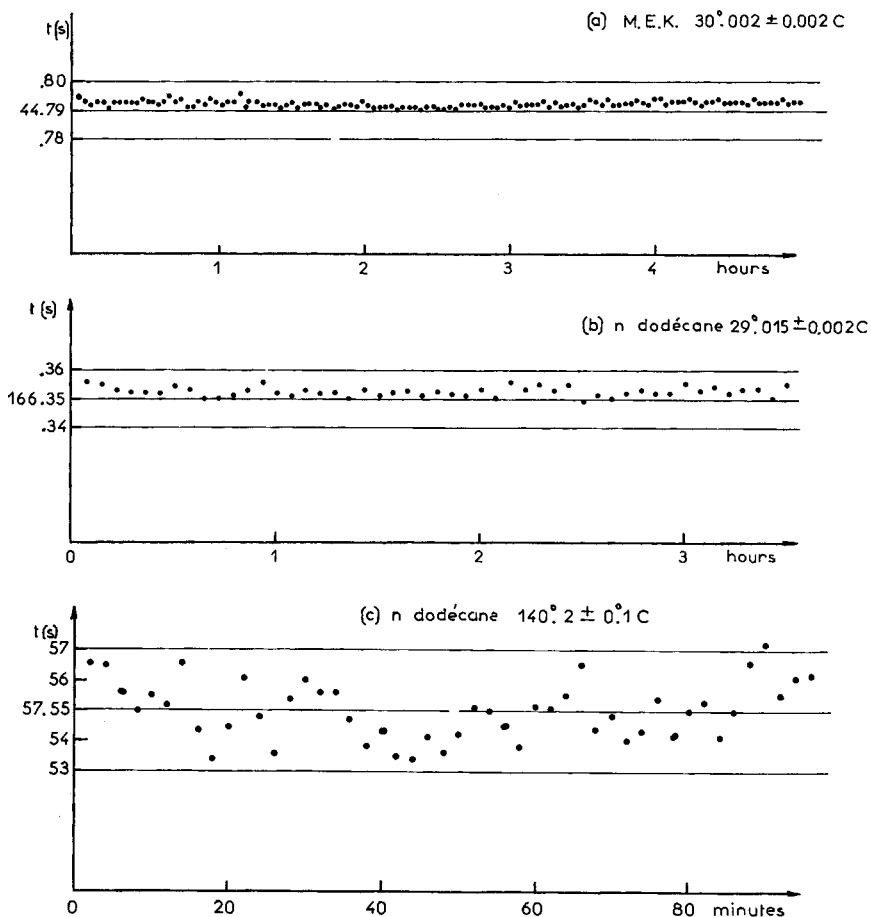 (a) M.E.K. 30°.002 ± 0.002 C
t(s)
.80
44.79
.78
1 2 3 4 hours
(b) n dodécane 29°.015 ± 0.002 C
t(s)
.36
166.35
.34
0 1 2 3 hours
(c) n dodécane 140°.2 ± 0°.1 C
t(s)
57
56
57.55
54
53
0 20 40 60 80 minutes